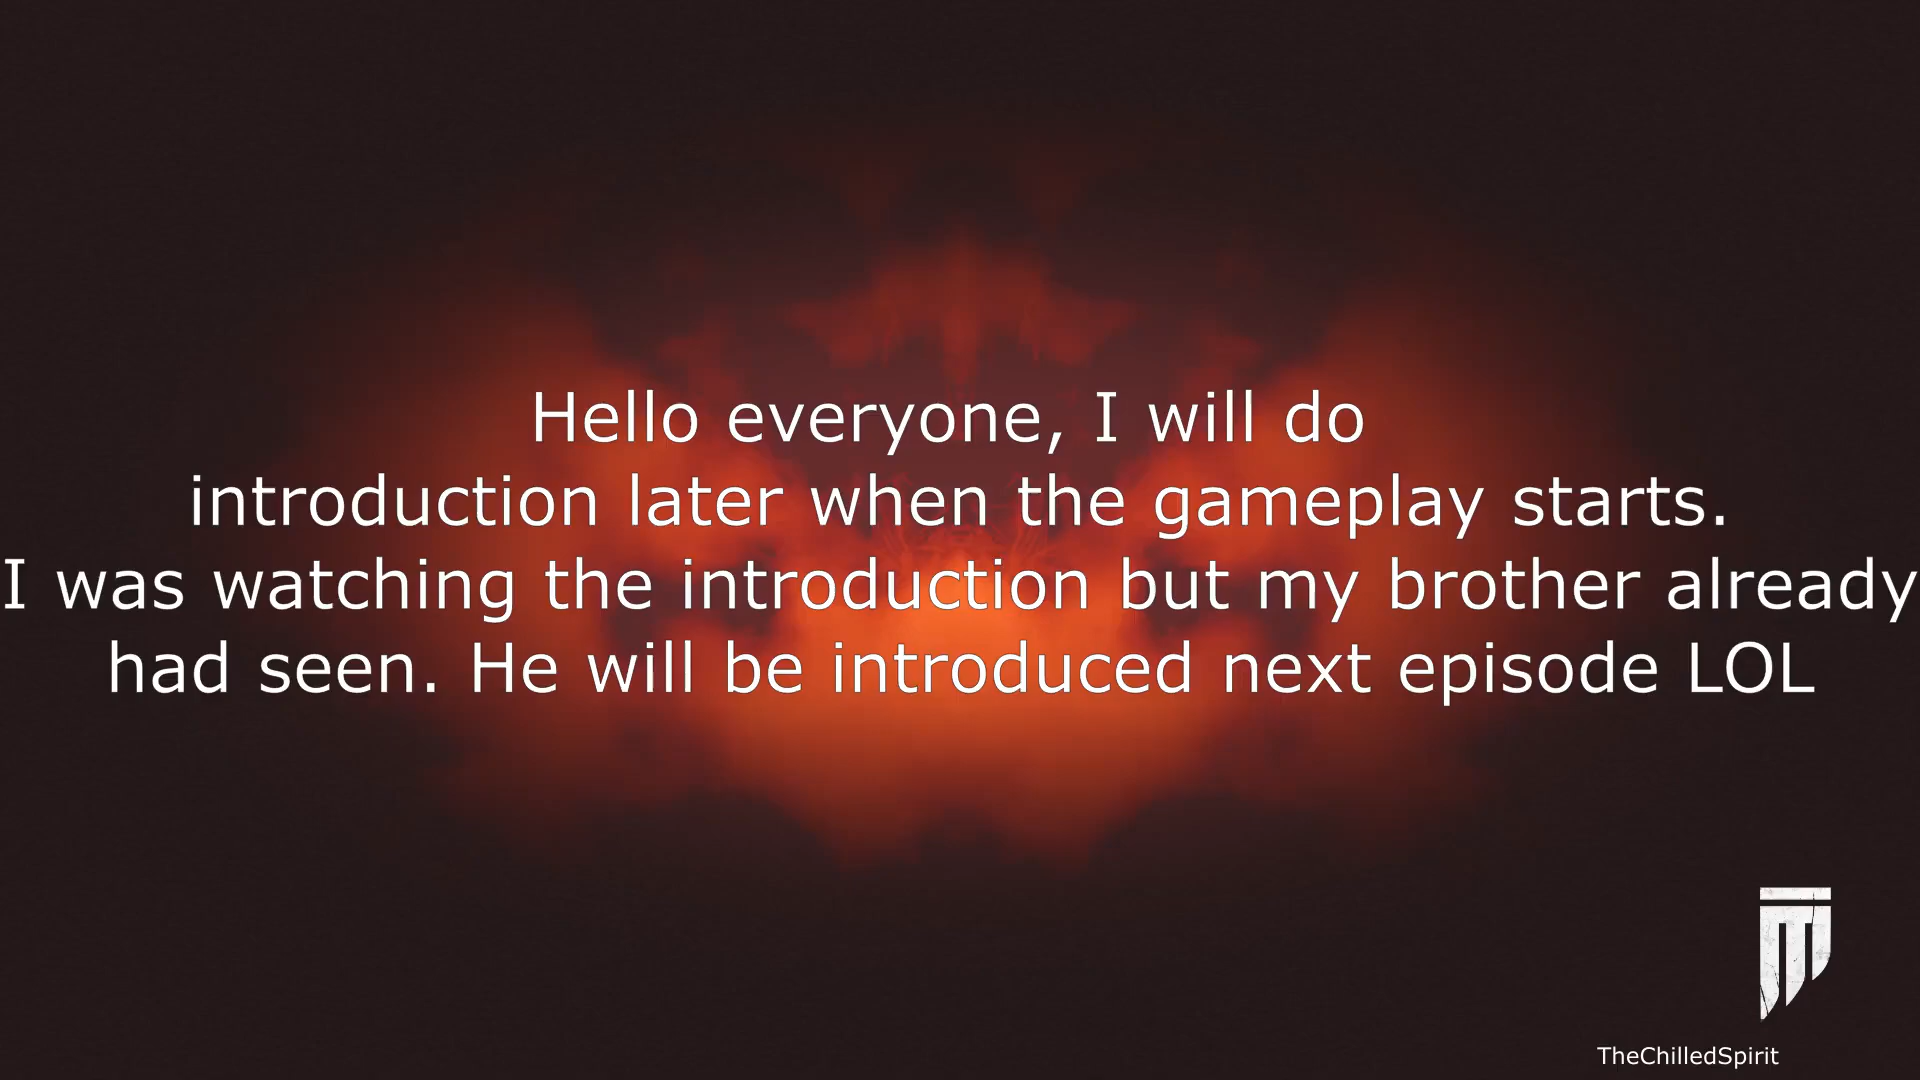 Hello everyone, I will do
introduction later when the gameplay starts.
I was watching the introduction but my brother already
had seen. He will be introduced next episode LOL
TheChilledSpirit